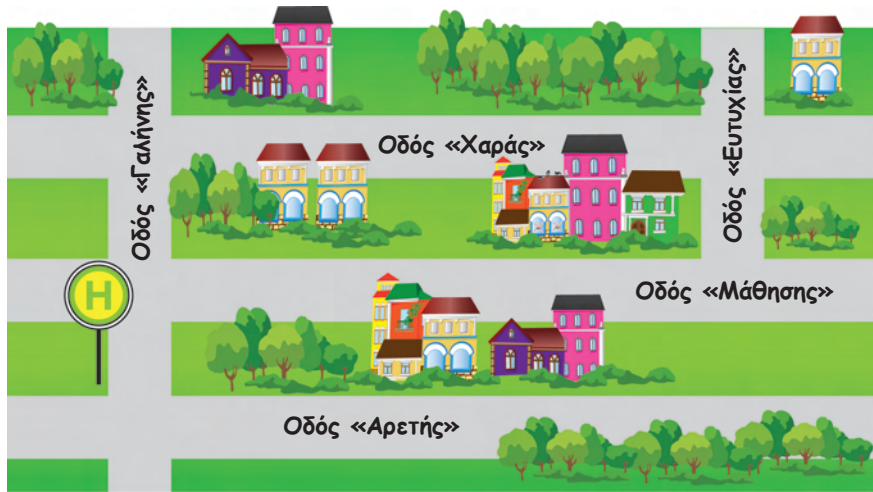 Οδός «Γαλήνης»
Οδός «Χαράς»
Οδός «Ευτυχίας»
H
Οδός «Μάθησης»
Οδός «Αρετής»